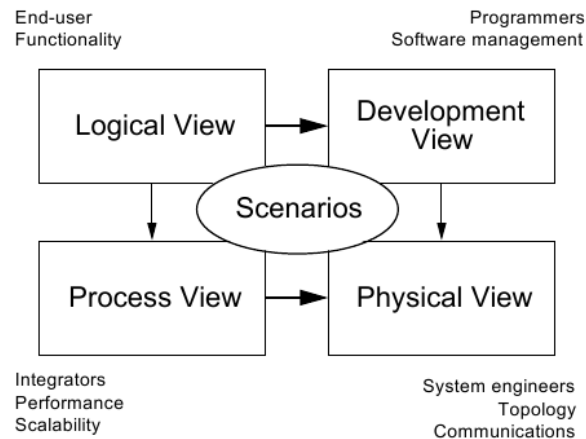 End-user
Functionality
Programmers
Software management
Logical View
Development
View
Scenarios
Process View
Physical View
Integrators
Performance
Scalability
System engineers
Topology
Communications